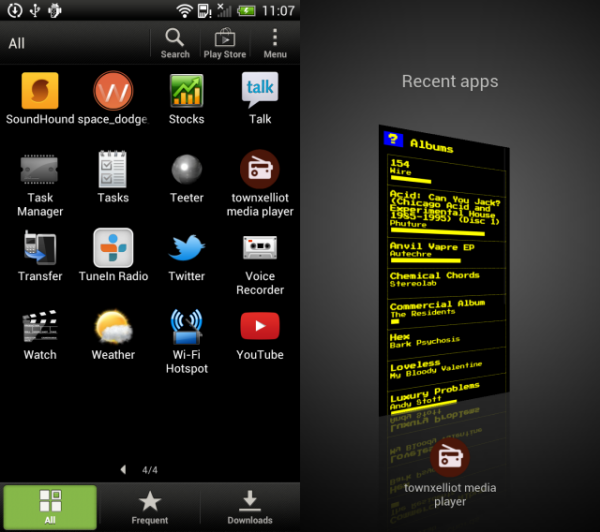 11:07
All
Search
Play Store
Menu
talk
SoundHound
space_dodge
Stocks
Talk
Task
Manager
Tasks
Teeter
townxelliot
media player
Transfer
TuneIn Radio
Twitter
Voice
Recorder
Watch
Weather
Wi-Fi
Hotspot
YouTube
4/4
All
Frequent
Downloads
Recent apps
? Albums
154
Wire
Acid: Can You Jack?
(Chicago Acid and
Experimental House
1985-1995) (Disc 1)
Phuture
Anvil Vapre EP
Autechre
Chemical Chords
Stereolab
Commercial Album
The Residents
Hex
Bark Psychosis
Loveless
My Bloody Valentine
Luxury Problems
Andy Stott
townxelliot media
player